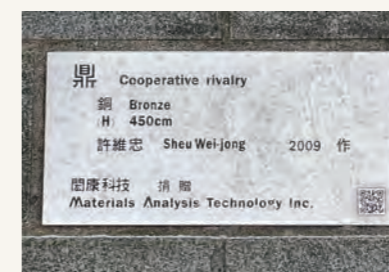 鼎 Cooperative rivalry
銅 Bronze
(H) 450cm
許維忠 Sheu Wei-jong 2009 作
閎康科技 捐贈
Materials Analysis Technology Inc.